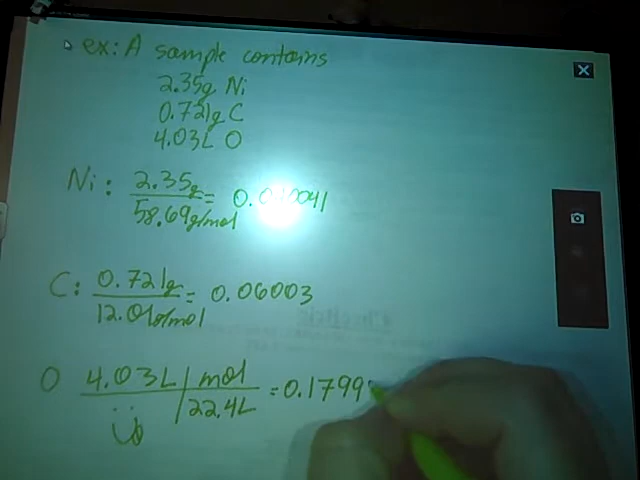 ex: A sample contains
2.35g Ni
0.721g C
4.03L O
Ni: 2.35g
58.69g/mol
=
C: 0.721g
12.01g/mol
= 0.06003
O 4.03L | mol
| 22.4L
= 0.1799